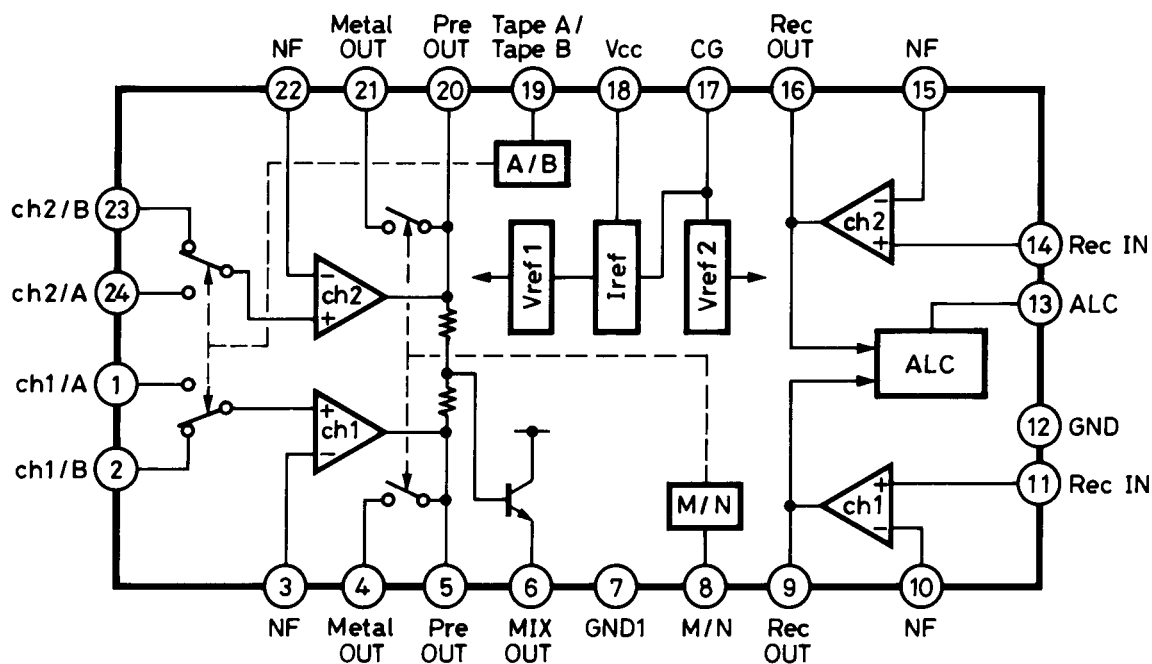 Metal
OUT
Pre
OUT
Tape A/
Tape B
Rec
OUT
NF
Vcc
CG
NF
22
21
20
19
18
17
16
15
A/B
ch2/B
23
ch2
−
+
14
Rec IN
ch2/A
24
−
ch2
+
Vref 1
Iref
Vref 2
13
ALC
ch1/A
1
ALC
+
ch1
−
12
GND
ch1/B
2
11
Rec IN
M/N
+
ch1
−
3
4
5
6
7
8
9
10
NF
Metal
OUT
Pre
OUT
MIX
OUT
GND1
M/N
Rec
OUT
NF